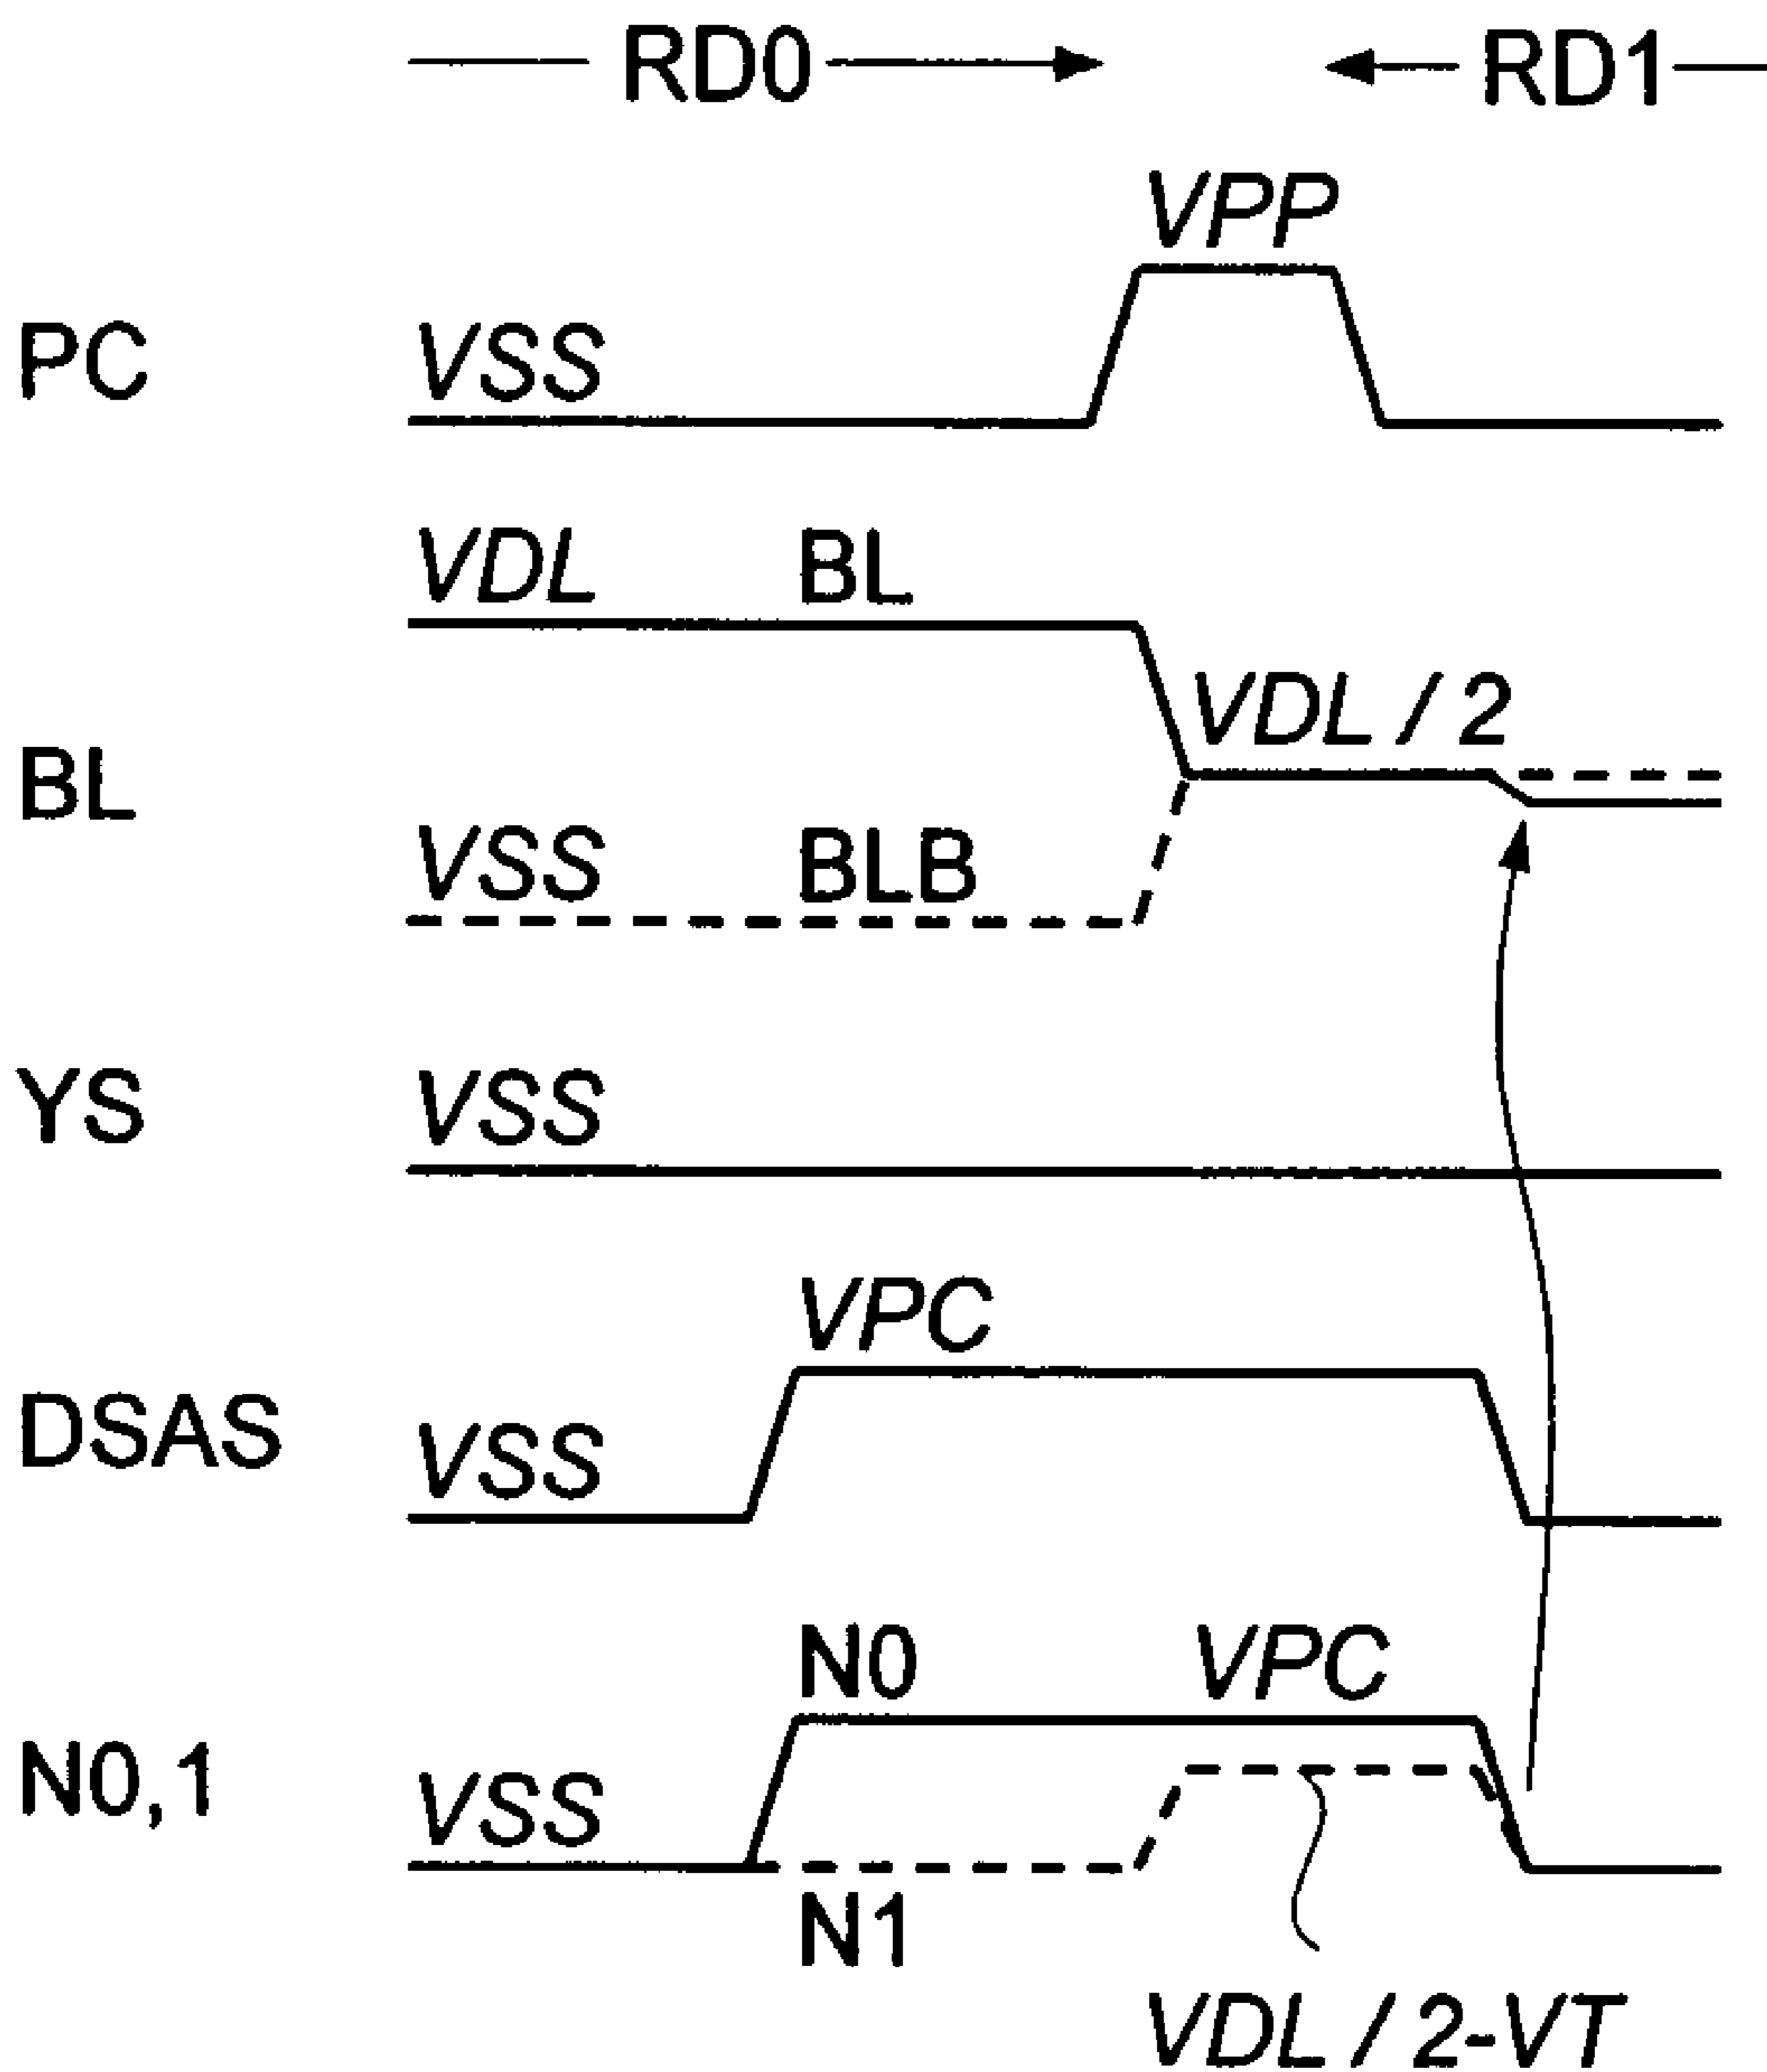 RD0 RD1
VPP
PC VSS
VDL BL
VDL / 2
BL
VSS BLB
YS VSS
VPC
DSAS VSS
N0 VPC
N0,1 VSS
N1
VDL / 2-VT